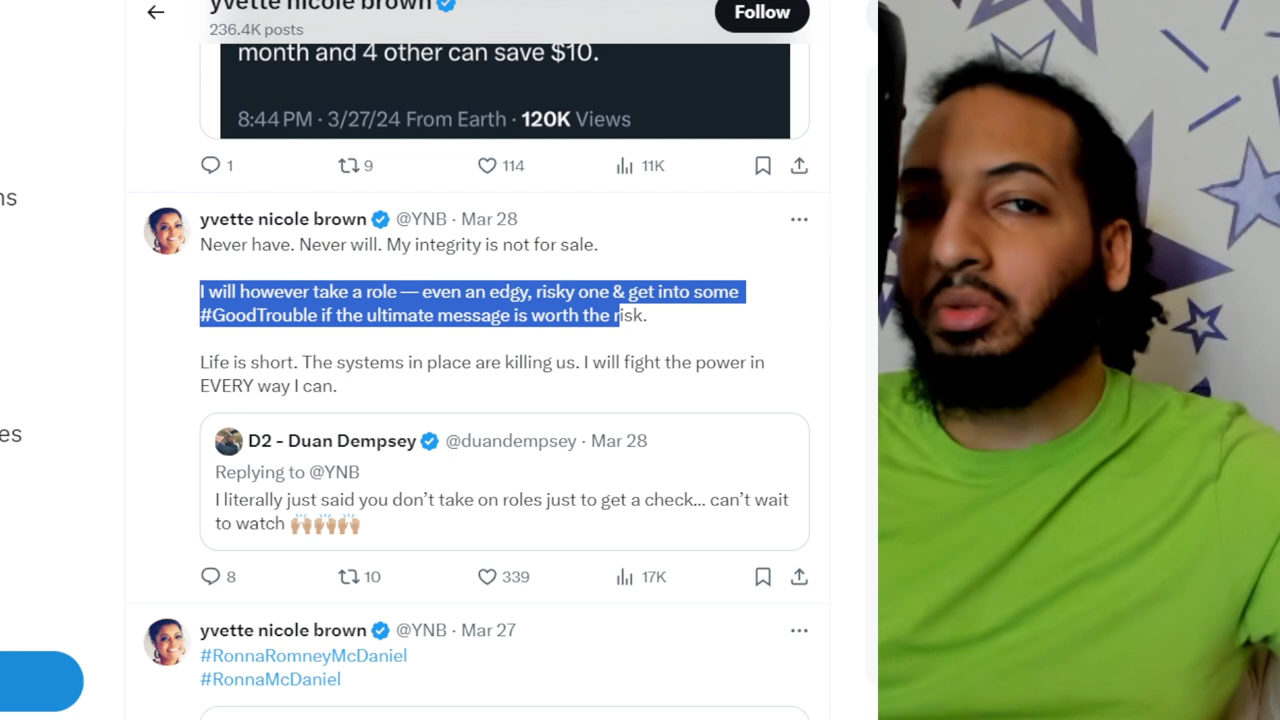 yvette nicole brown
236.4K posts
Follow
month and 4 other can save $10.
8:44 PM · 3/27/24 From Earth · 120K Views
1
9
114
11K
ns
yvette nicole brown @YNB · Mar 28
Never have. Never will. My integrity is not for sale.
I will however take a role — even an edgy, risky one & get into some
#GoodTrouble if the ultimate message is worth the risk.
Life is short. The systems in place are killing us. I will fight the power in
EVERY way I can.
es
D2 - Duan Dempsey @duandempsey · Mar 28
Replying to @YNB
I literally just said you don’t take on roles just to get a check... can’t wait
to watch 🙌🏽🙌🏽🙌🏽
8
10
339
17K
yvette nicole brown @YNB · Mar 27
#RonnaRomneyMcDaniel
#RonnaMcDaniel